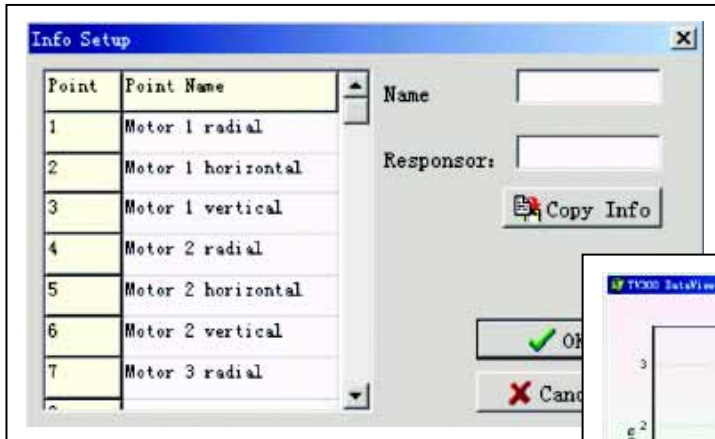 Info Setup
Point Point Name
1 Motor 1 radial
2 Motor 1 horizontal
3 Motor 1 vertical
4 Motor 2 radial
5 Motor 2 horizontal
6 Motor 2 vertical
7 Motor 3 radial
Name
Responsor:
Copy Info
OK
Canc
TV300 DataView
3
2